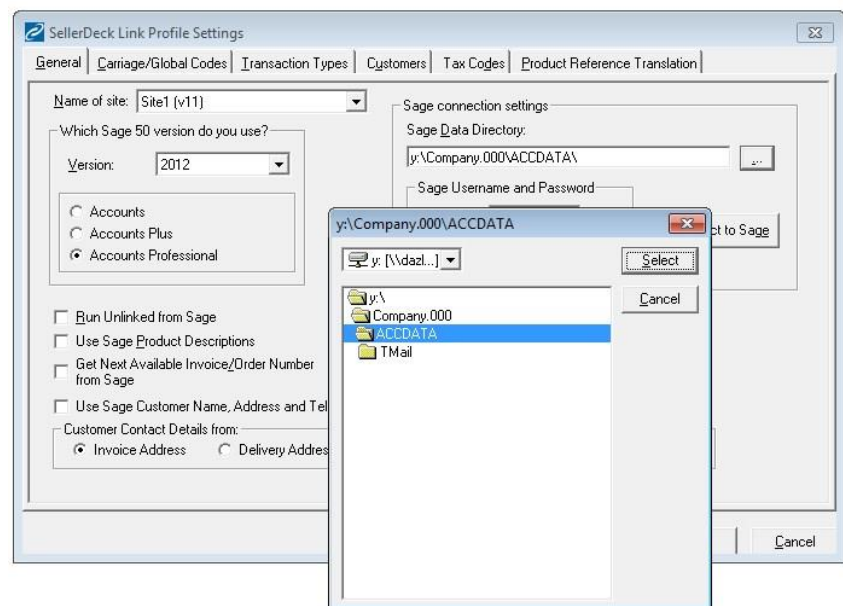 SellerDeck Link Profile Settings
General Carriage/Global Codes Transaction Types Customers Tax Codes Product Reference Translation
Name of site: Site1 (v11)
Sage connection settings
Which Sage 50 version do you use?
Sage Data Directory:
Version: 2012
y:\Company.000\ACCDATA\ ...
Sage Username and Password
Accounts
Accounts Plus
Accounts Professional
y:\Company.000\ACCDATA
ct to Sage
y: [\\dazl...] Select
y:\ Cancel
Company.000
ACCDATA
TMail
Run Unlinked from Sage
Use Sage Product Descriptions
Get Next Available Invoice/Order Number
from Sage
Use Sage Customer Name, Address and Tel
Customer Contact Details from:
Invoice Address Delivery Addres
Cancel